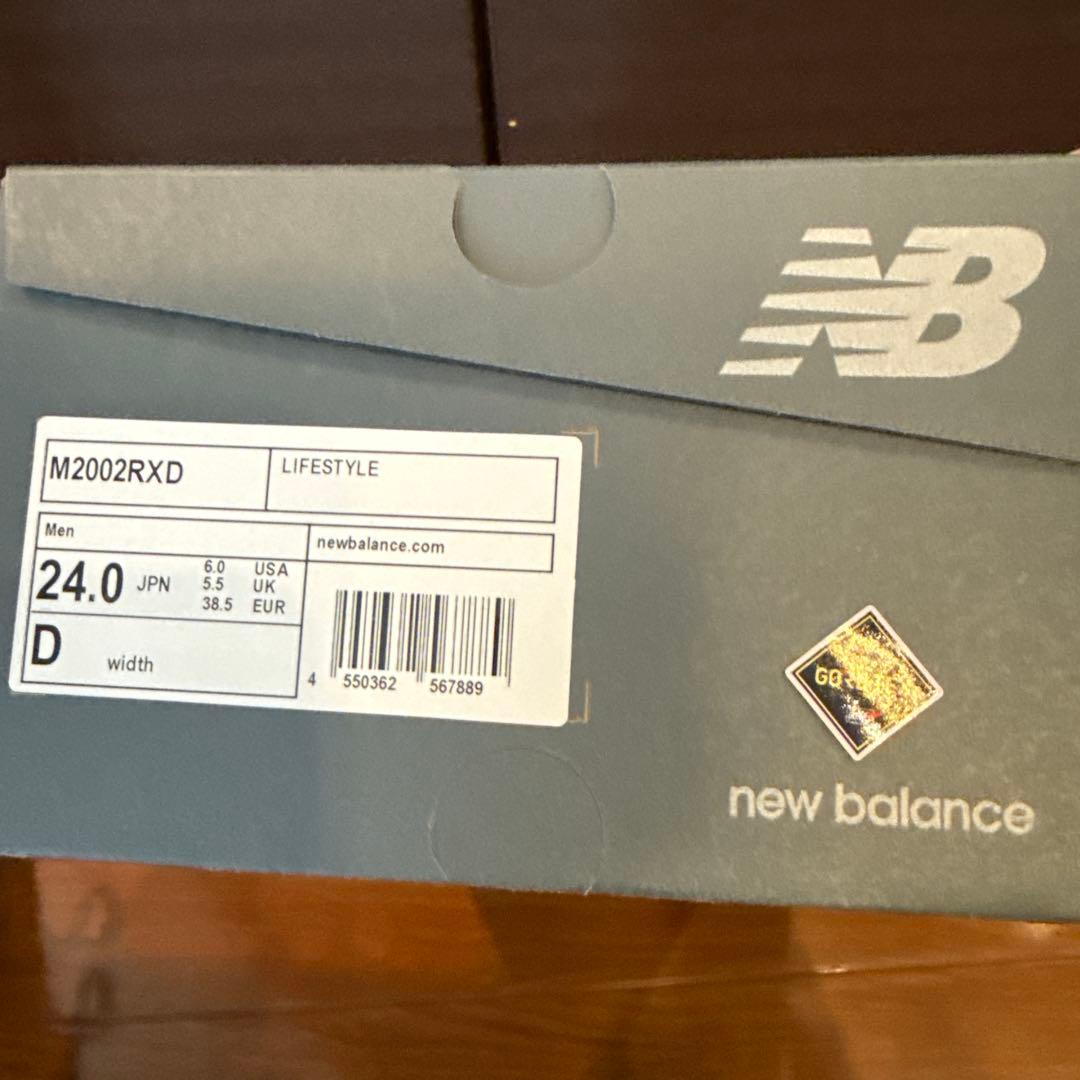 NB
M2002RXD
LIFESTYLE
Men
newbalance.com
24.0 JPN
6.0 USA
5.5 UK
38.5 EUR
D width
4 550362 567889
new balance